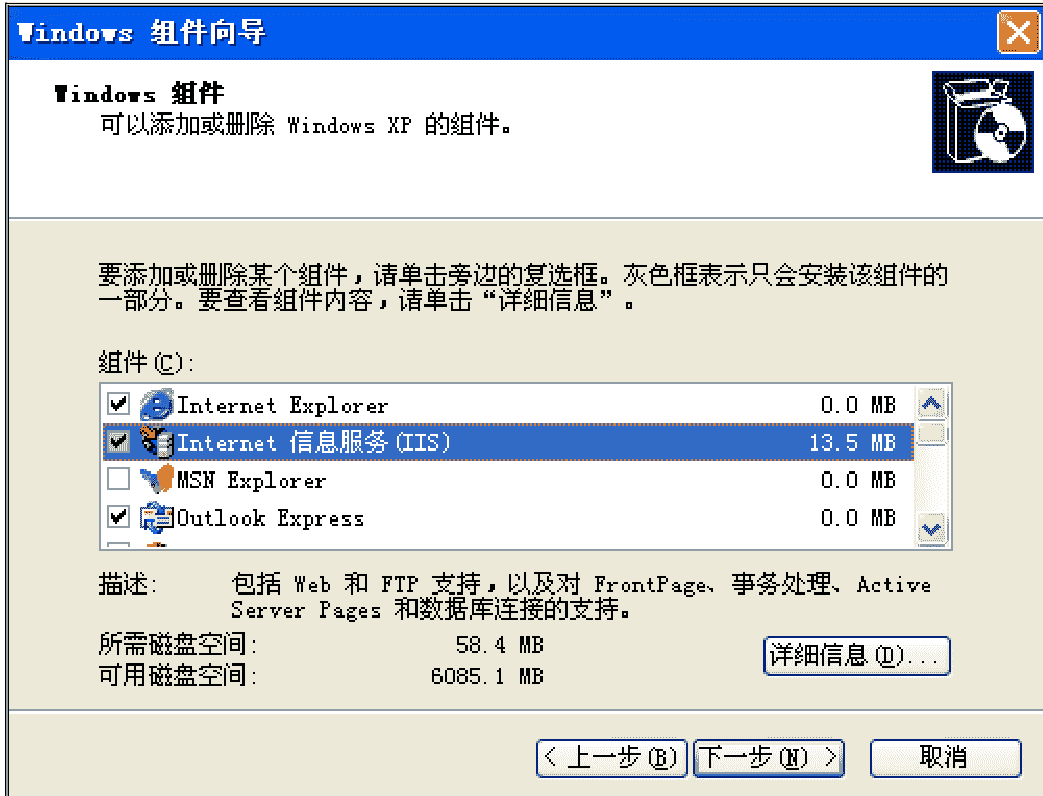 Windows 组件向导
Windows 组件
可以添加或删除 Windows XP 的组件。
要添加或删除某个组件，请单击旁边的复选框。灰色框表示只会安装该组件的
一部分。要查看组件内容，请单击“详细信息”。
组件(C):
Internet Explorer 0.0 MB
Internet 信息服务(IIS) 13.5 MB
MSN Explorer 0.0 MB
Outlook Express 0.0 MB
描述: 包括 Web 和 FTP 支持，以及对 FrontPage、事务处理、Active
Server Pages 和数据库连接的支持。
所需磁盘空间: 58.4 MB
可用磁盘空间: 6085.1 MB
详细信息(D)...
< 上一步(B) 下一步(N) > 取消